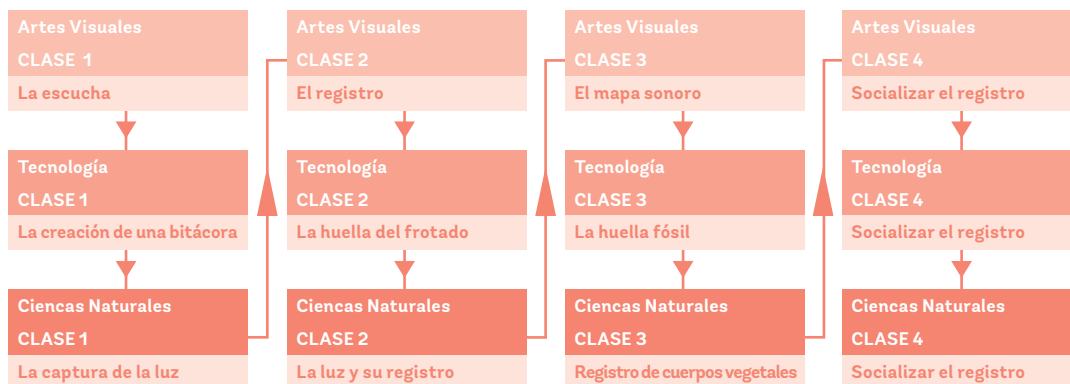 Artes Visuales
CLASE 1
La escucha
Tecnología
CLASE 1
La creación de una bitácora
Ciencas Naturales
CLASE 1
La captura de la luz
Artes Visuales
CLASE 2
El registro
Tecnología
CLASE 2
La huella del frotado
Ciencas Naturales
CLASE 2
La luz y su registro
Artes Visuales
CLASE 3
El mapa sonoro
Tecnología
CLASE 3
La huella fósil
Ciencas Naturales
CLASE 3
Registro de cuerpos vegetales
Artes Visuales
CLASE 4
Socializar el registro
Tecnología
CLASE 4
Socializar el registro
Ciencas Naturales
CLASE 4
Socializar el registro